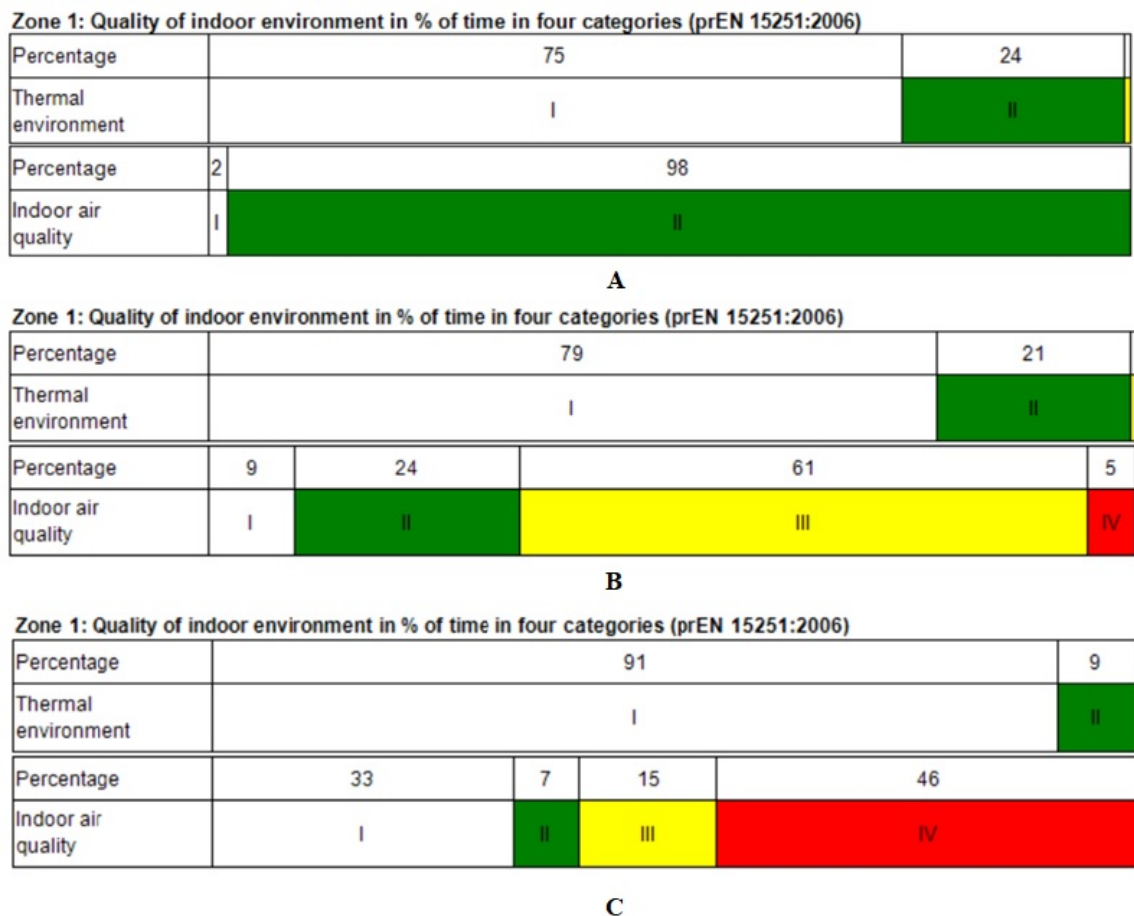 Zone 1: Quality of indoor environment in % of time in four categories (prEN 15251:2006)
Percentage 75 24
Thermal
environment I II
Percentage 2 98
Indoor air
quality I II
A
Zone 1: Quality of indoor environment in % of time in four categories (prEN 15251:2006)
Percentage 79 21
Thermal
environment I II
Percentage 9 24 61 5
Indoor air
quality I II III IV
B
Zone 1: Quality of indoor environment in % of time in four categories (prEN 15251:2006)
Percentage 91 9
Thermal
environment I II
Percentage 33 7 15 46
Indoor air
quality I II III IV
C